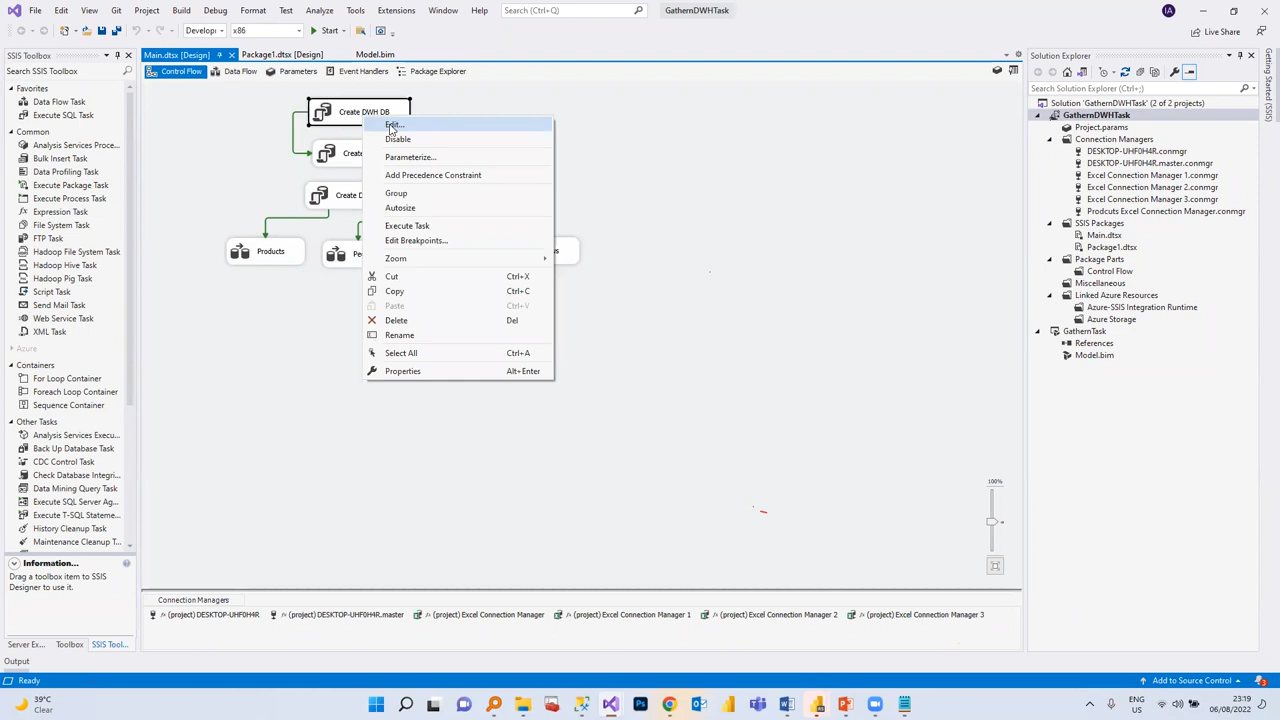 File Edit View Git Project Build Debug Format Test Analyze Tools Extensions Window Help Search (Ctrl+Q) GathernDWHTask IA
Develop x86 Start Live Share
SSIS Toolbox
Search SSIS Toolbox
Favorites
Data Flow Task
Execute SQL Task
Common
Analysis Services Proce...
Bulk Insert Task
Data Profiling Task
Execute Package Task
Execute Process Task
Expression Task
File System Task
FTP Task
Hadoop File System Task
Hadoop Hive Task
Hadoop Pig Task
Script Task
Send Mail Task
Web Service Task
XML Task
Azure
Containers
For Loop Container
Foreach Loop Container
Sequence Container
Other Tasks
Analysis Services Execu...
Back Up Database Task
CDC Control Task
Check Database Integri...
Data Mining Query Task
Execute SQL Server Ag...
Execute T-SQL Stateme...
History Cleanup Task
Maintenance Cleanup T...
Information...
Drag a toolbox item to SSIS
Designer to use it.
Server Ex... Toolbox SSIS Tool...
Output
Main.dtsx [Design] Package1.dtsx [Design] Model.bim
Control Flow Data Flow Parameters Event Handlers Package Explorer
Create DWH DB
Create
Create D
Products
Pe
s
Edit...
Disable
Parameterize...
Add Precedence Constraint
Group
Autosize
Execute Task
Edit Breakpoints...
Zoom
Cut Ctrl+X
Copy Ctrl+C
Paste Ctrl+V
Delete Del
Rename
Select All Ctrl+A
Properties Alt+Enter
100%
Connection Managers
(project) DESKTOP-UHF0H4R. (project) DESKTOP-UHF0H4R.master (project) Excel Connection Manager (project) Excel Connection Manager 1 (project) Excel Connection Manager 2 (project) Excel Connection Manager 3
Solution Explorer
Search Solution Explorer (Ctrl+;)
Solution 'GathernDWHTask' (2 of 2 projects)
GathernDWHTask
Project.params
Connection Managers
DESKTOP-UHF0H4R.conmgr
DESKTOP-UHF0H4R.master.conmgr
Excel Connection Manager 1.conmgr
Excel Connection Manager 2.conmgr
Excel Connection Manager 3.conmgr
Prodcuts Excel Connection Manager.conmgr
SSIS Packages
Main.dtsx
Package1.dtsx
Package Parts
Control Flow
Miscellaneous
Linked Azure Resources
Azure-SSIS Integration Runtime
Azure Storage
GathernTask
References
Model.bim
Getting Started (SSIS)
Ready Add to Source Control
39°C
Clear
ENG
US
23:19
06/08/2022